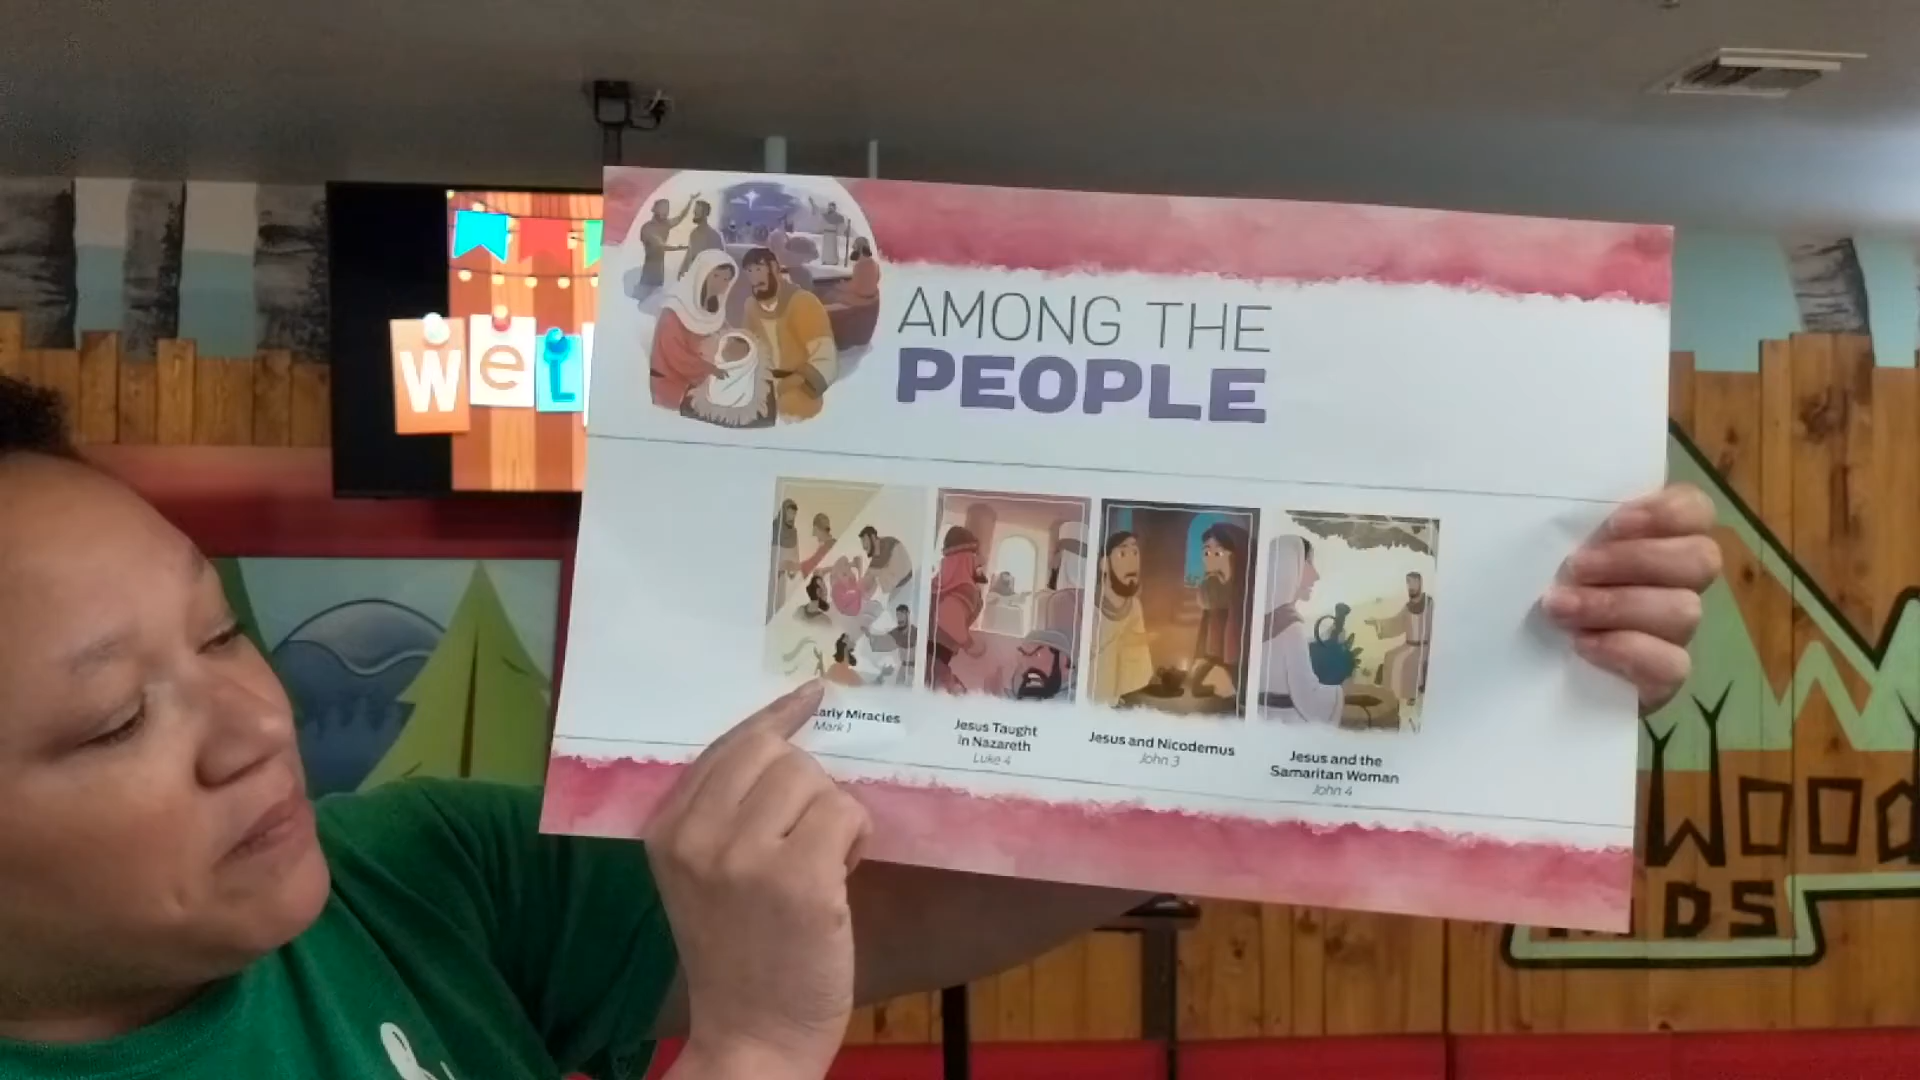 WEL
AMONG THE
PEOPLE
Early Miracles
Mark 1
Jesus Taught
in Nazareth
Luke 4
Jesus and Nicodemus
John 3
Jesus and the
Samaritan Woman
John 4
DS